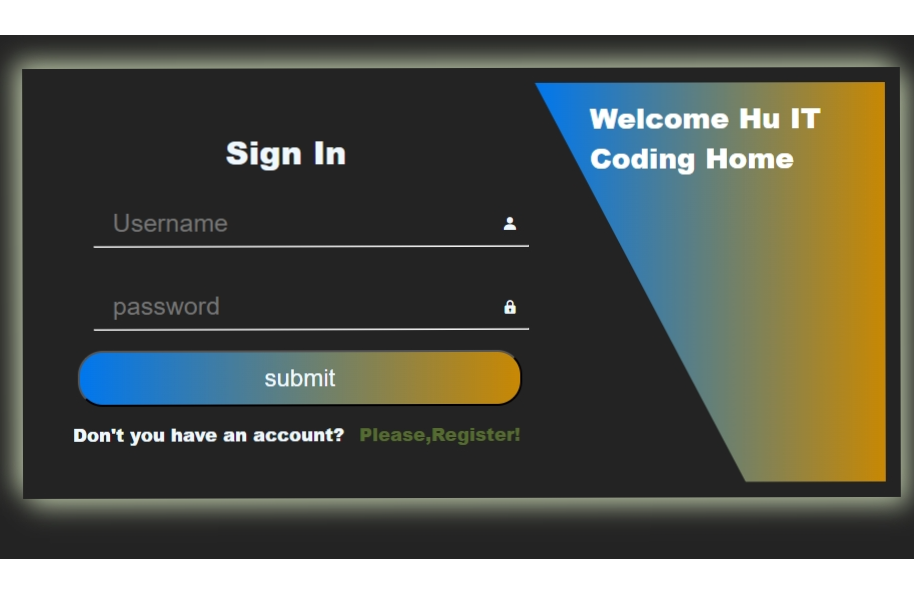 Welcome Hu IT
Coding Home
Sign In
Username
password
submit
Don't you have an account? Please,Register!